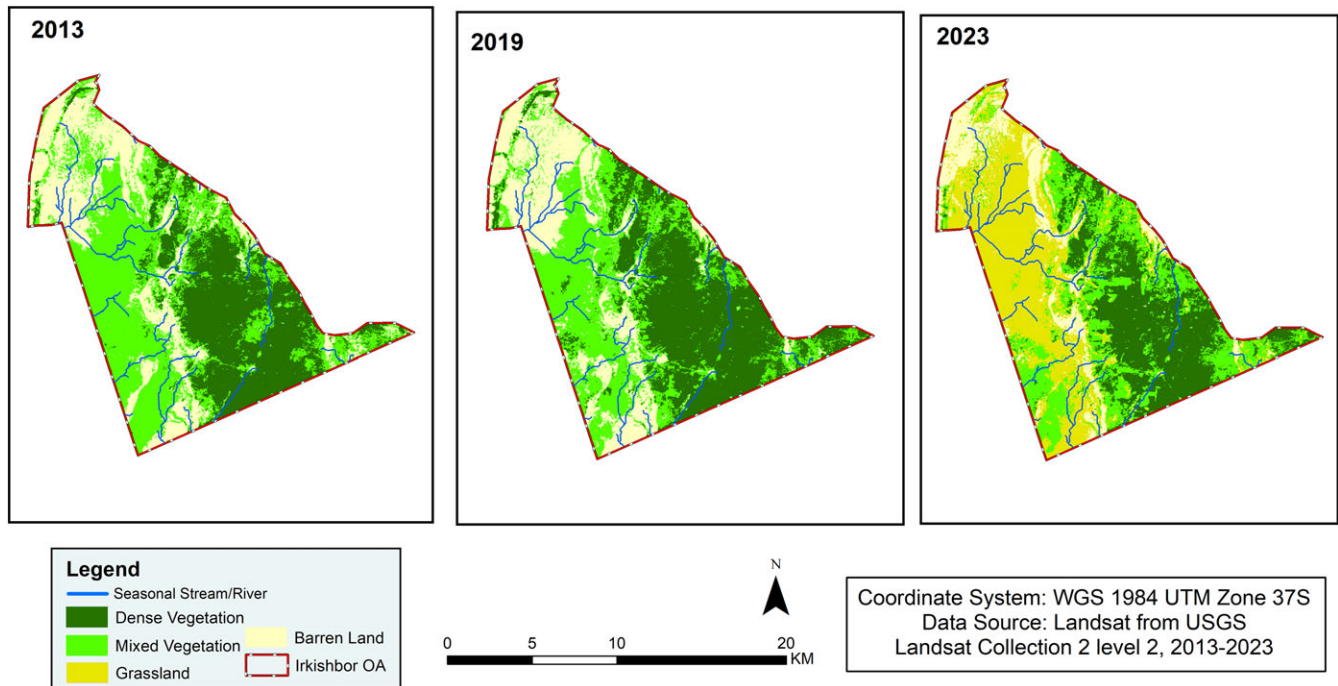 2013
2019
2023
Legend
Seasonal Stream/River
Dense Vegetation
Mixed Vegetation
Grassland
Barren Land
Irkishbor OA
N
0 5 10 20
KM
Coordinate System: WGS 1984 UTM Zone 37S
Data Source: Landsat from USGS
Landsat Collection 2 level 2, 2013-2023